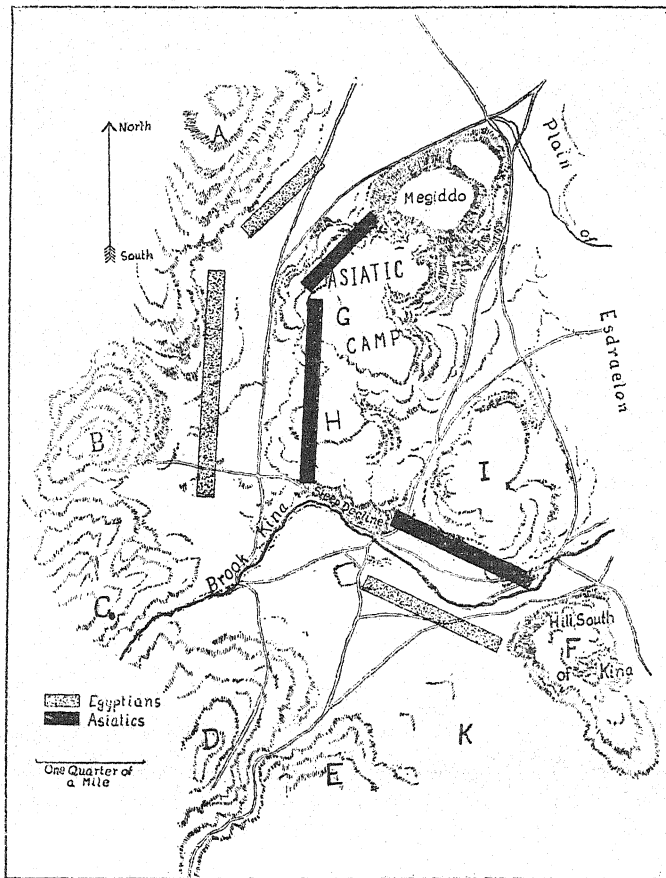 A
North
South
Megiddo
Plain
of
Esdraelon
ASIATIC
G
CAMP
H
B
I
Steep Decline
Brook Kina
C
Hill South
F
of Kina
Egyptians
Asiatics
D
K
E
One Quarter of
a Mile